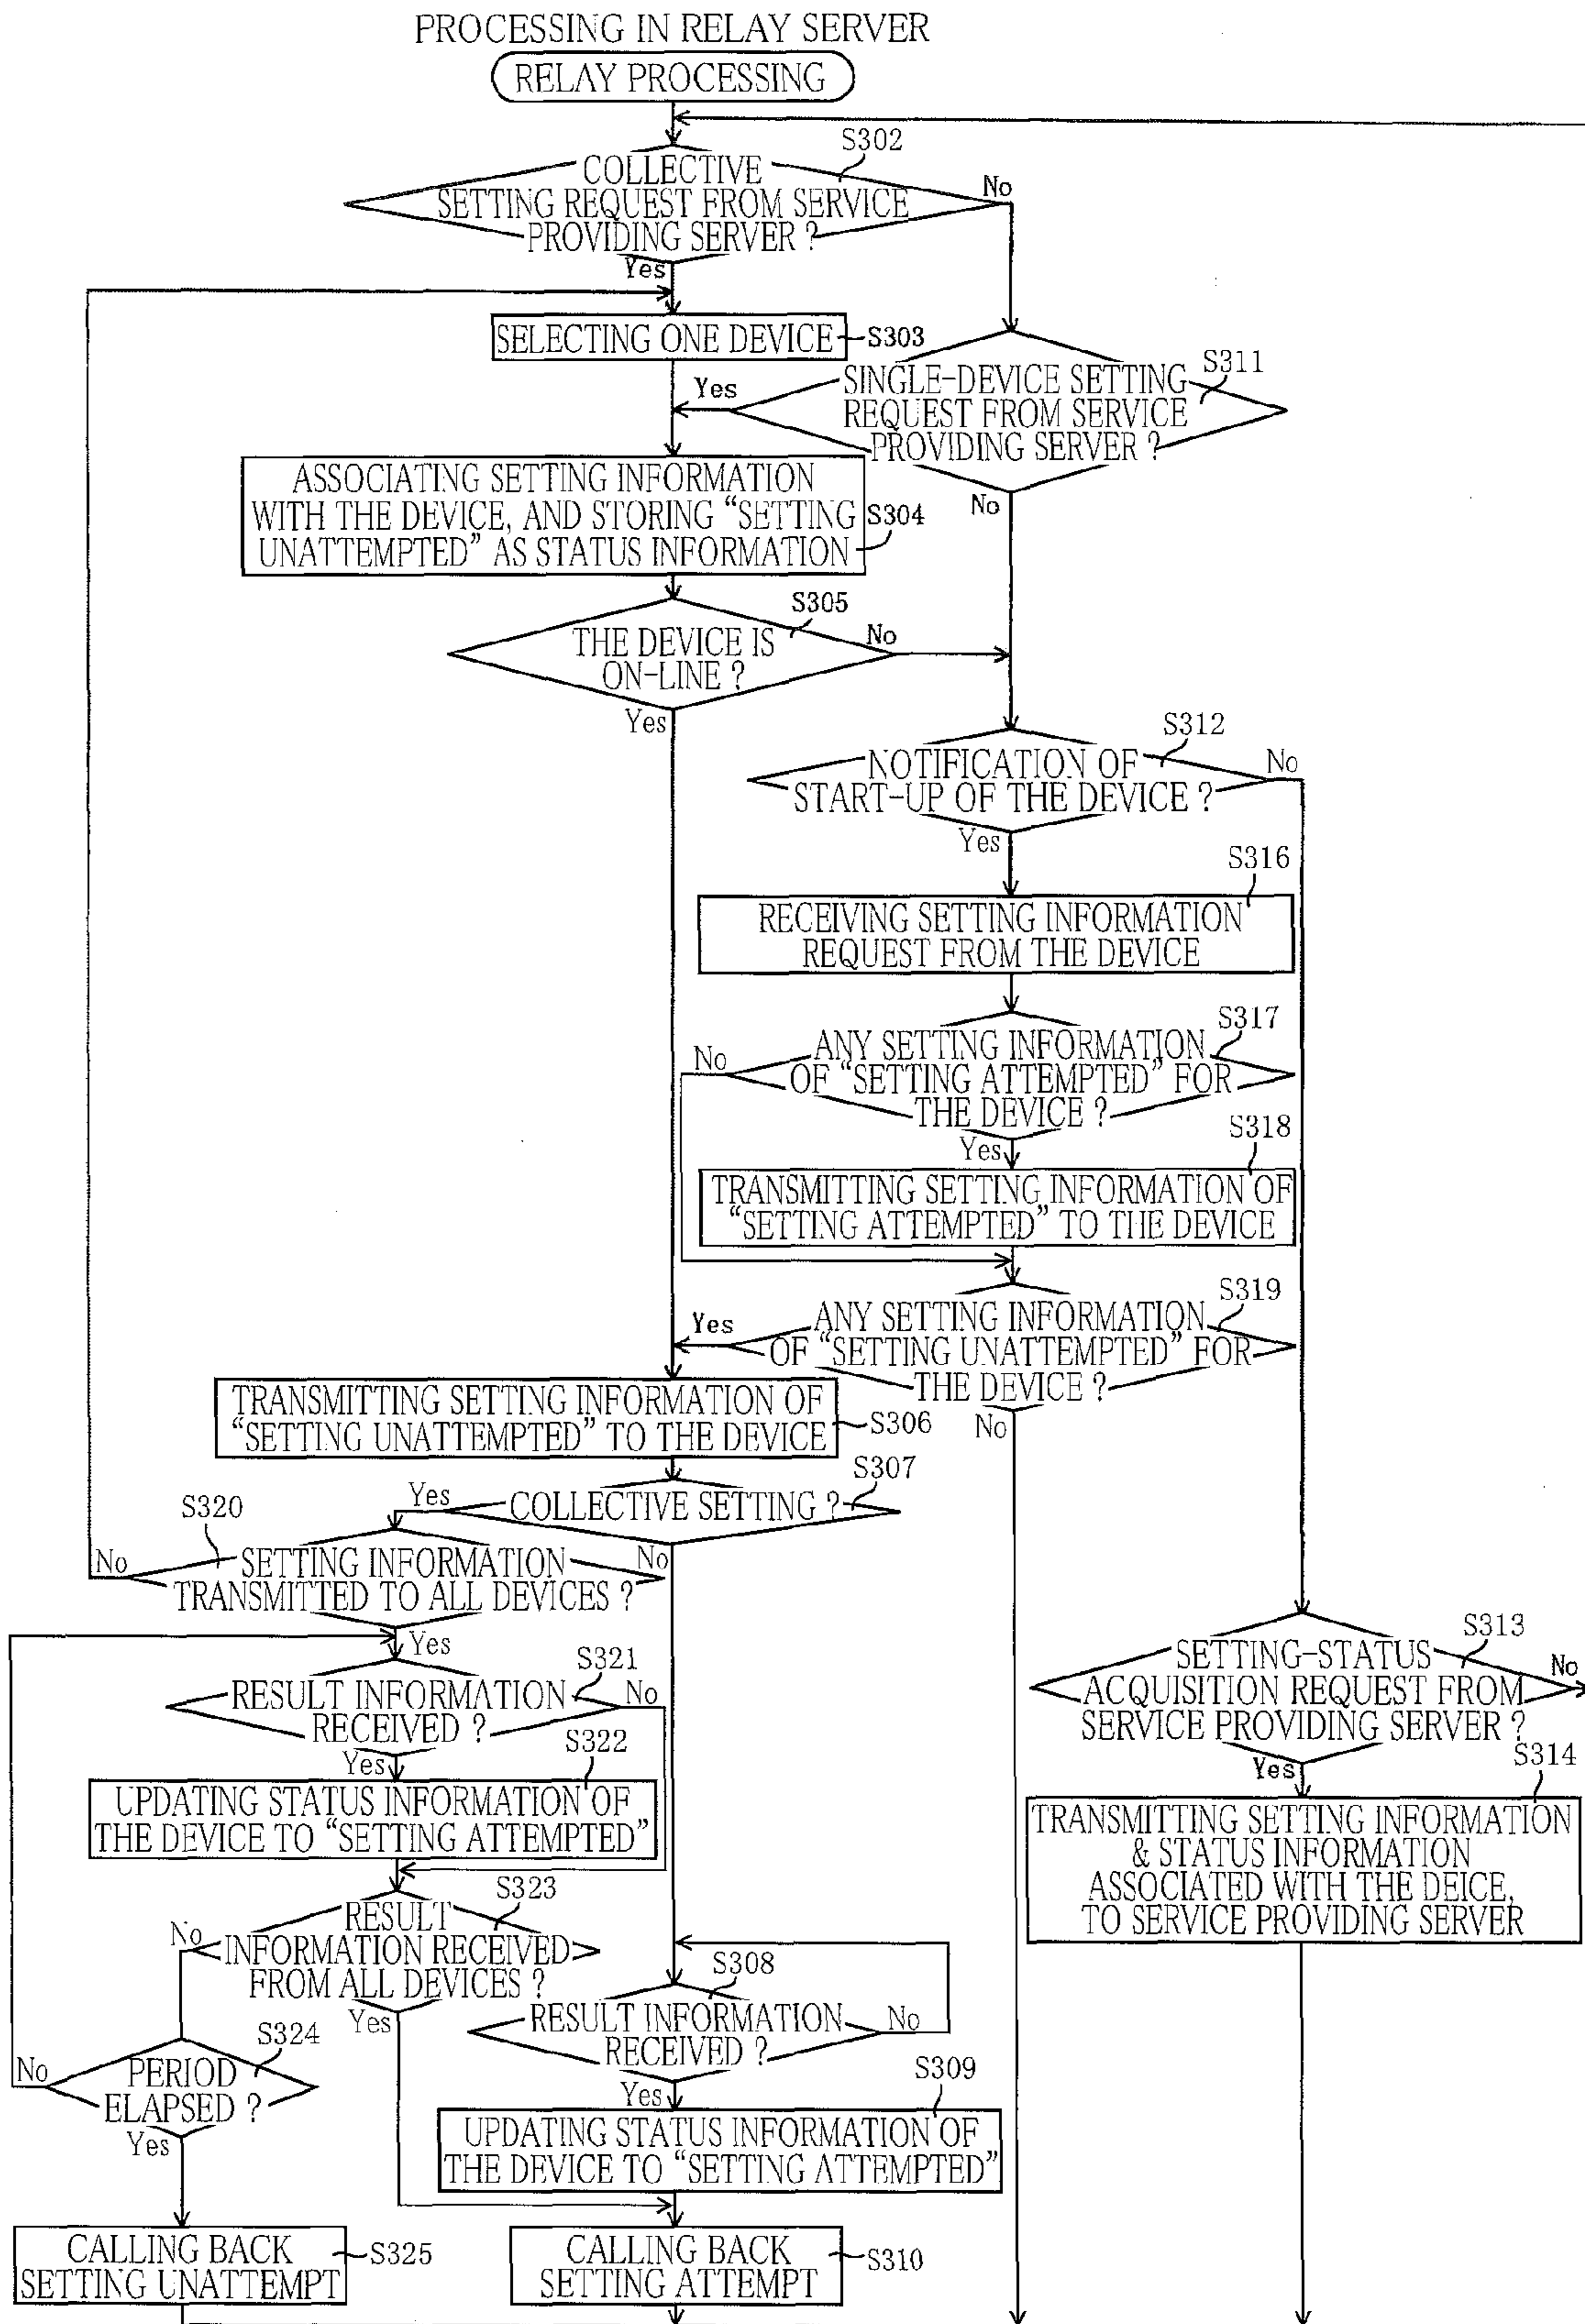 PROCESSING IN RELAY SERVER
RELAY PROCESSING
S302
COLLECTIVE
SETTING REQUEST FROM SERVICE
PROVIDING SERVER ?
No
Yes
SELECTING ONE DEVICE
S303
S311
SINGLE-DEVICE SETTING
REQUEST FROM SERVICE
PROVIDING SERVER ?
Yes
No
ASSOCIATING SETTING INFORMATION
WITH THE DEVICE, AND STORING “SETTING
UNATTEMPTED” AS STATUS INFORMATION
S304
S305
THE DEVICE IS
ON-LINE ?
No
Yes
S312
NOTIFICATION OF
START-UP OF THE DEVICE ?
No
Yes
S316
RECEIVING SETTING INFORMATION
REQUEST FROM THE DEVICE
S317
ANY SETTING INFORMATION
OF “SETTING ATTEMPTED” FOR
THE DEVICE ?
No
Yes
S318
TRANSMITTING SETTING INFORMATION OF
“SETTING ATTEMPTED” TO THE DEVICE
S319
ANY SETTING INFORMATION
OF “SETTING UNATTEMPTED” FOR
THE DEVICE ?
Yes
No
TRANSMITTING SETTING INFORMATION OF
“SETTING UNATTEMPTED” TO THE DEVICE
S306
S307
COLLECTIVE SETTING ?
Yes
No
S320
SETTING INFORMATION
TRANSMITTED TO ALL DEVICES ?
No
Yes
S321
RESULT INFORMATION
RECEIVED ?
No
Yes
S322
UPDATING STATUS INFORMATION OF
THE DEVICE TO “SETTING ATTEMPTED”
S323
RESULT
INFORMATION RECEIVED
FROM ALL DEVICES ?
No
Yes
S324
PERIOD
ELAPSED ?
No
Yes
S308
RESULT INFORMATION
RECEIVED ?
No
Yes
S309
UPDATING STATUS INFORMATION OF
THE DEVICE TO “SETTING ATTEMPTED”
S313
SETTING-STATUS
ACQUISITION REQUEST FROM
SERVICE PROVIDING SERVER ?
No
Yes
S314
TRANSMITTING SETTING INFORMATION
& STATUS INFORMATION
ASSOCIATED WITH THE DEICE,
TO SERVICE PROVIDING SERVER
CALLING BACK
SETTING UNATTEMPT
S325
CALLING BACK
SETTING ATTEMPT
S310